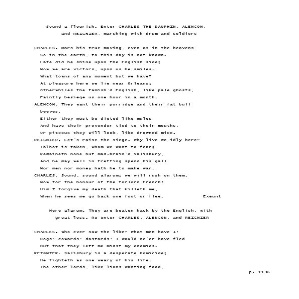 Sound a flourish. Enter CHARLES THE DAUPHIN, ALENCON,
and REIGNIER, marching with drum and soldiers
CHARLES. Mars his true moving, even as in the heavens
So in the earth, to this day is not known.
Late did he shine upon the English side;
Now we are victors, upon us he smiles.
What towns of any moment but we have?
At pleasure here we lie near Orleans;
Otherwhiles the famish'd English, like pale ghosts,
Faintly besiege us one hour in a month.
ALENCON. They want their porridge and their fat bull
beeves.
Either they must be dieted like mules
And have their provender tied to their mouths,
Or piteous they will look, like drowned mice.
REIGNIER. Let's raise the siege. Why live we idly here?
Talbot is taken, whom we wont to fear;
Remaineth none but mad-brain'd Salisbury,
And he may well in fretting spend his gall
Nor men nor money hath he to make war.
CHARLES. Sound, sound alarum; we will rush on them.
Now for the honour of the forlorn French!
Him I forgive my death that killeth me,
When he sees me go back one foot or flee. Exeunt
Here alarum. They are beaten back by the English, with
great loss. Re-enter CHARLES, ALENCON, and REIGNIER
CHARLES. Who ever saw the like? What men have I!
Dogs! cowards! dastards! I would ne'er have fled
But that they left me midst my enemies.
REIGNIER. Salisbury is a desperate homicide;
He fighteth as one weary of his life.
The other lords, like lions wanting food,